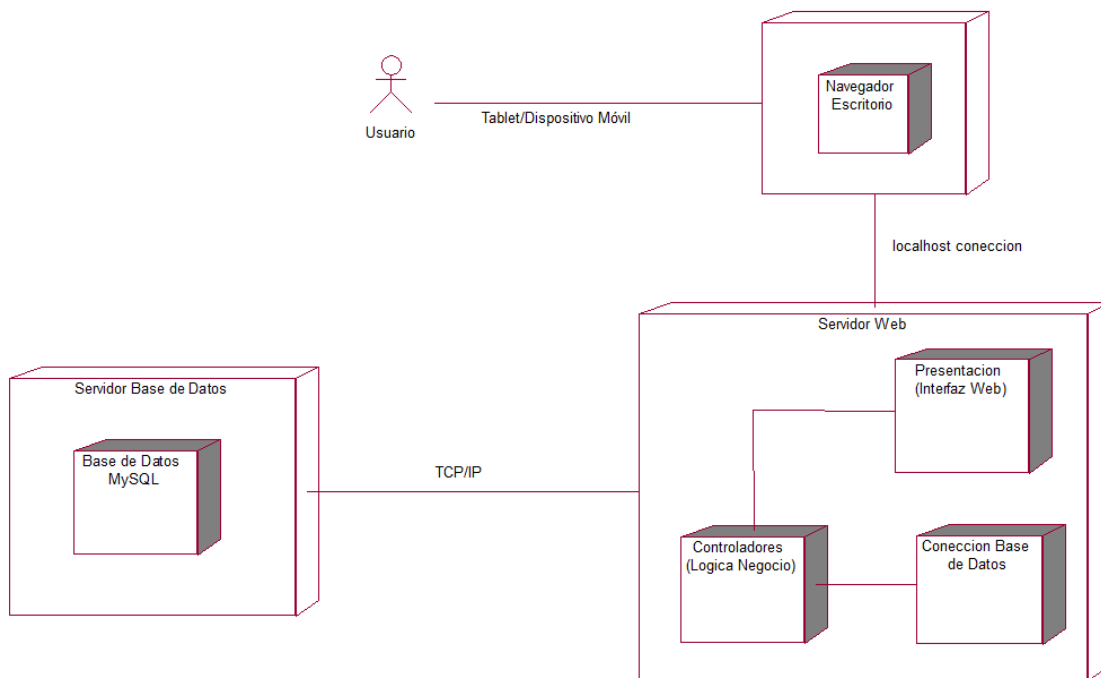 Navegador
Escritorio
Tablet/Dispositivo Móvil
Usuario
localhost coneccion
Servidor Web
Presentacion
(Interfaz Web)
Servidor Base de Datos
Base de Datos
MySQL
TCP/IP
Controladores
(Logica Negocio)
Coneccion Base
de Datos